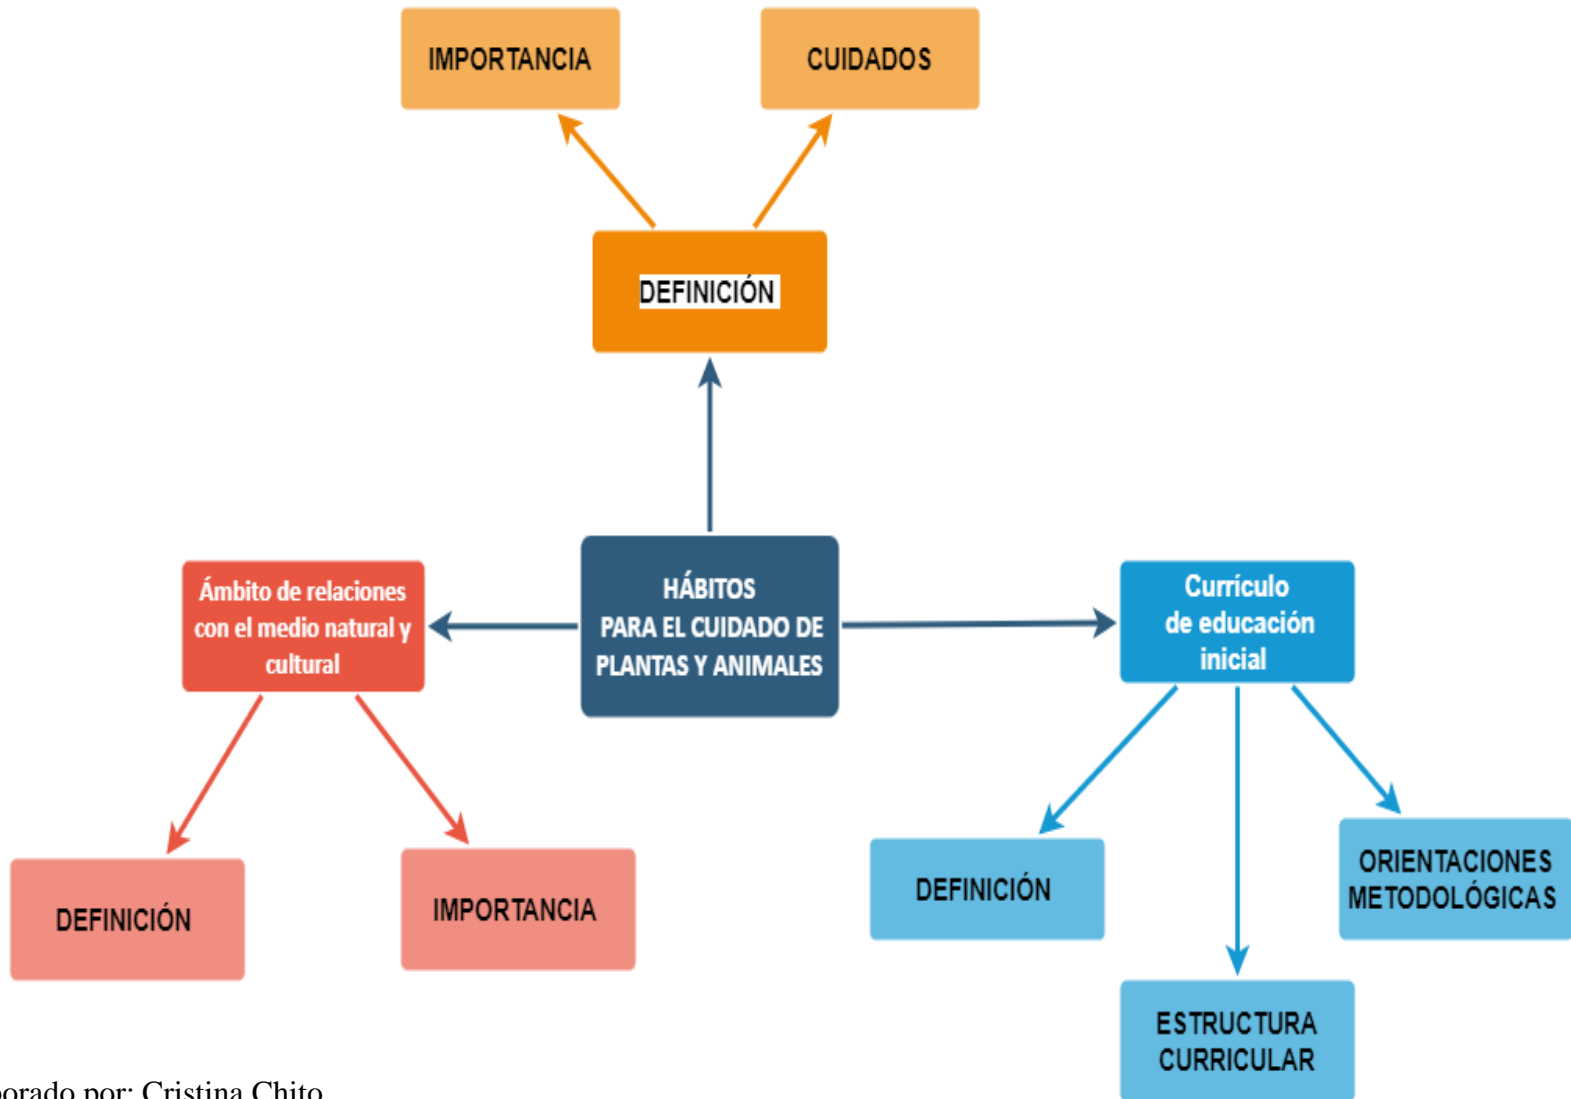 IMPORTANCIA
CUIDADOS
DEFINICIÓN
HÁBITOS
PARA EL CUIDADO DE
PLANTAS Y ANIMALES
Ámbito de relaciones
con el medio natural y
cultural
Currículo
de educación
inicial
DEFINICIÓN
IMPORTANCIA
DEFINICIÓN
ORIENTACIONES
METODOLÓGICAS
ESTRUCTURA
CURRICULAR
por: Cristina Chito